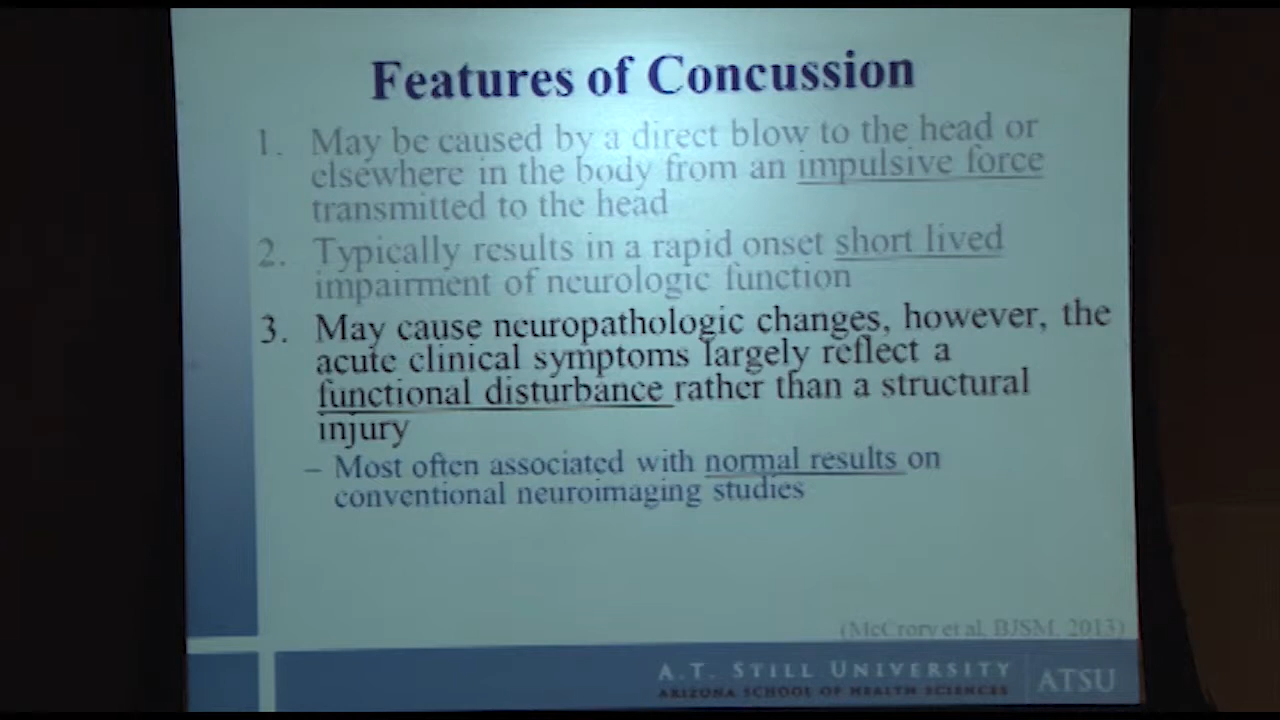 Features of Concussion
1. May be caused by a direct blow to the head or
elsewhere in the body from an impulsive force
transmitted to the head
2. Typically results in a rapid onset short lived
impairment of neurologic function
3. May cause neuropathologic changes, however, the
acute clinical symptoms largely reflect a
functional disturbance rather than a structural
injury
– Most often associated with normal results on
conventional neuroimaging studies
(McCrory et al, BJSM, 2013)
A.T. STILL UNIVERSITY
ARIZONA SCHOOL OF HEALTH SCIENCES
ATSU